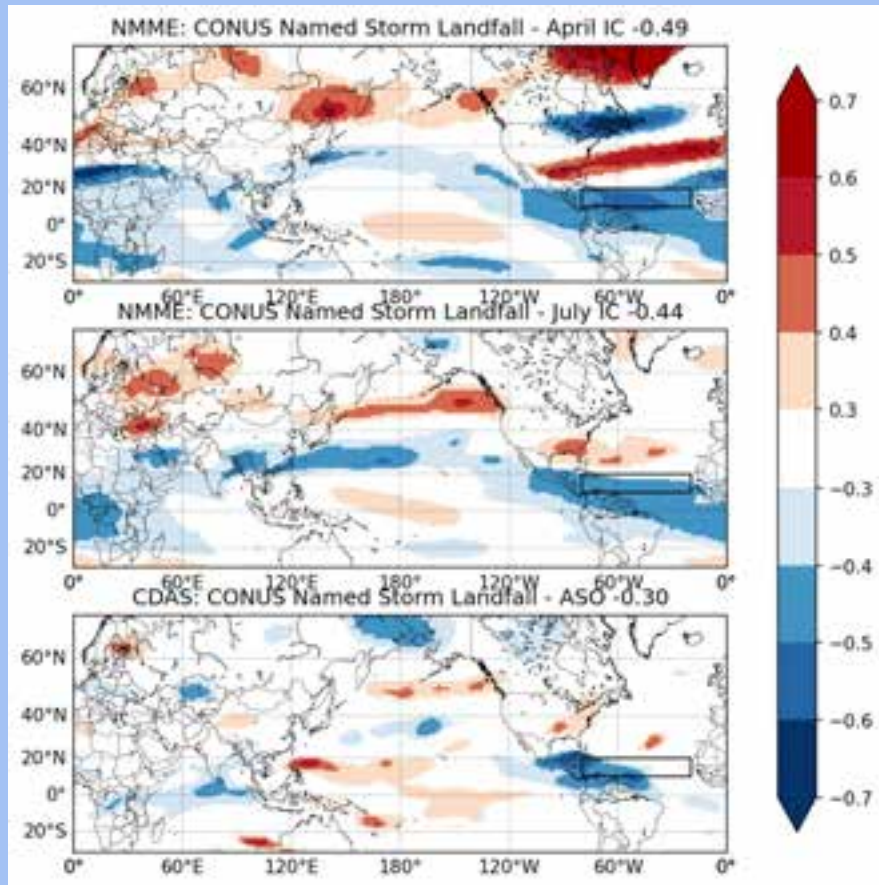 NMME: CONUS Named Storm Landfall - April IC -0.49
60°N
40°N
20°N
0°
20°S
0° 60°E 120°E 180° 120°W 60°W 0°
NMME: CONUS Named Storm Landfall - July IC -0.44
60°N
40°N
20°N
0°
20°S
0° 60°E 120°E 180° 120°W 60°W 0°
CDAS: CONUS Named Storm Landfall - ASO -0.30
60°N
40°N
20°N
0°
20°S
0° 60°E 120°E 180° 120°W 60°W 0°
0.7
0.6
0.5
0.4
0.3
−0.3
−0.4
−0.5
−0.6
−0.7